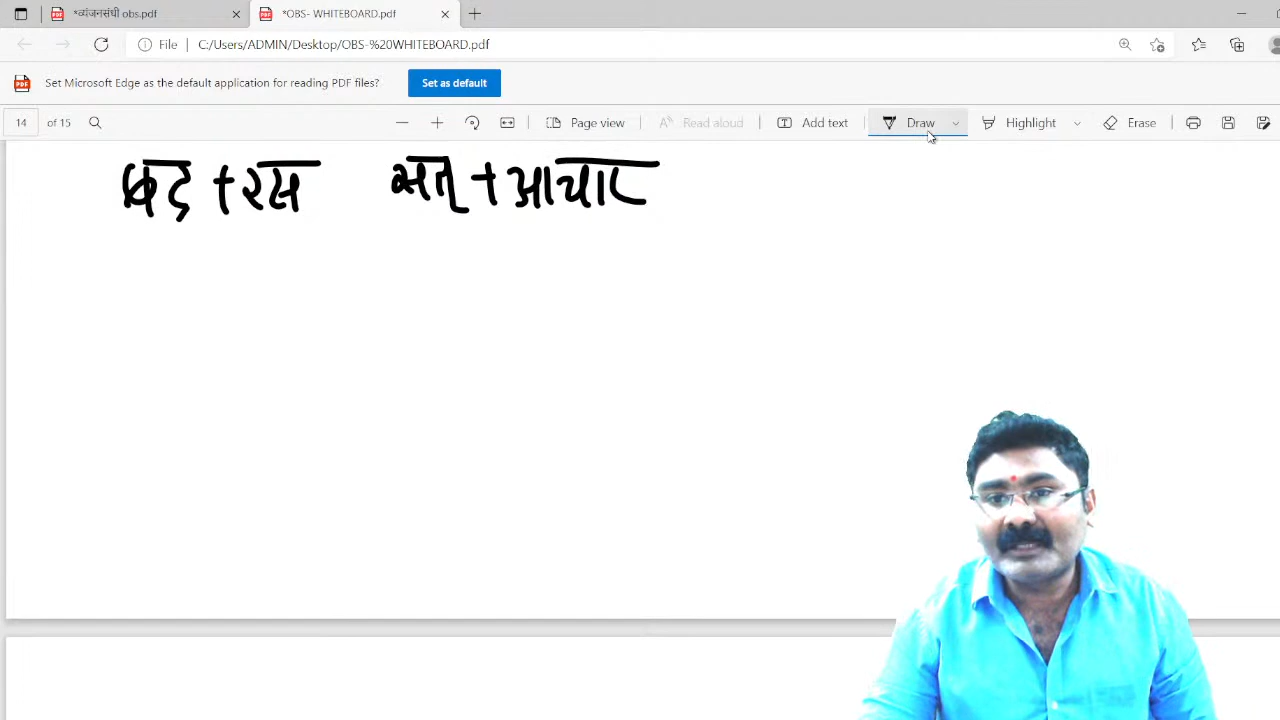 *व्यंजनसंधी obs.pdf *OBS- WHITEBOARD.pdf
File C:/Users/ADMIN/Desktop/OBS-%20WHITEBOARD.pdf
Set Microsoft Edge as the default application for reading PDF files? Set as default
14 of 15 Page view Read aloud Add text Draw Highlight Erase
+ रस + आचार